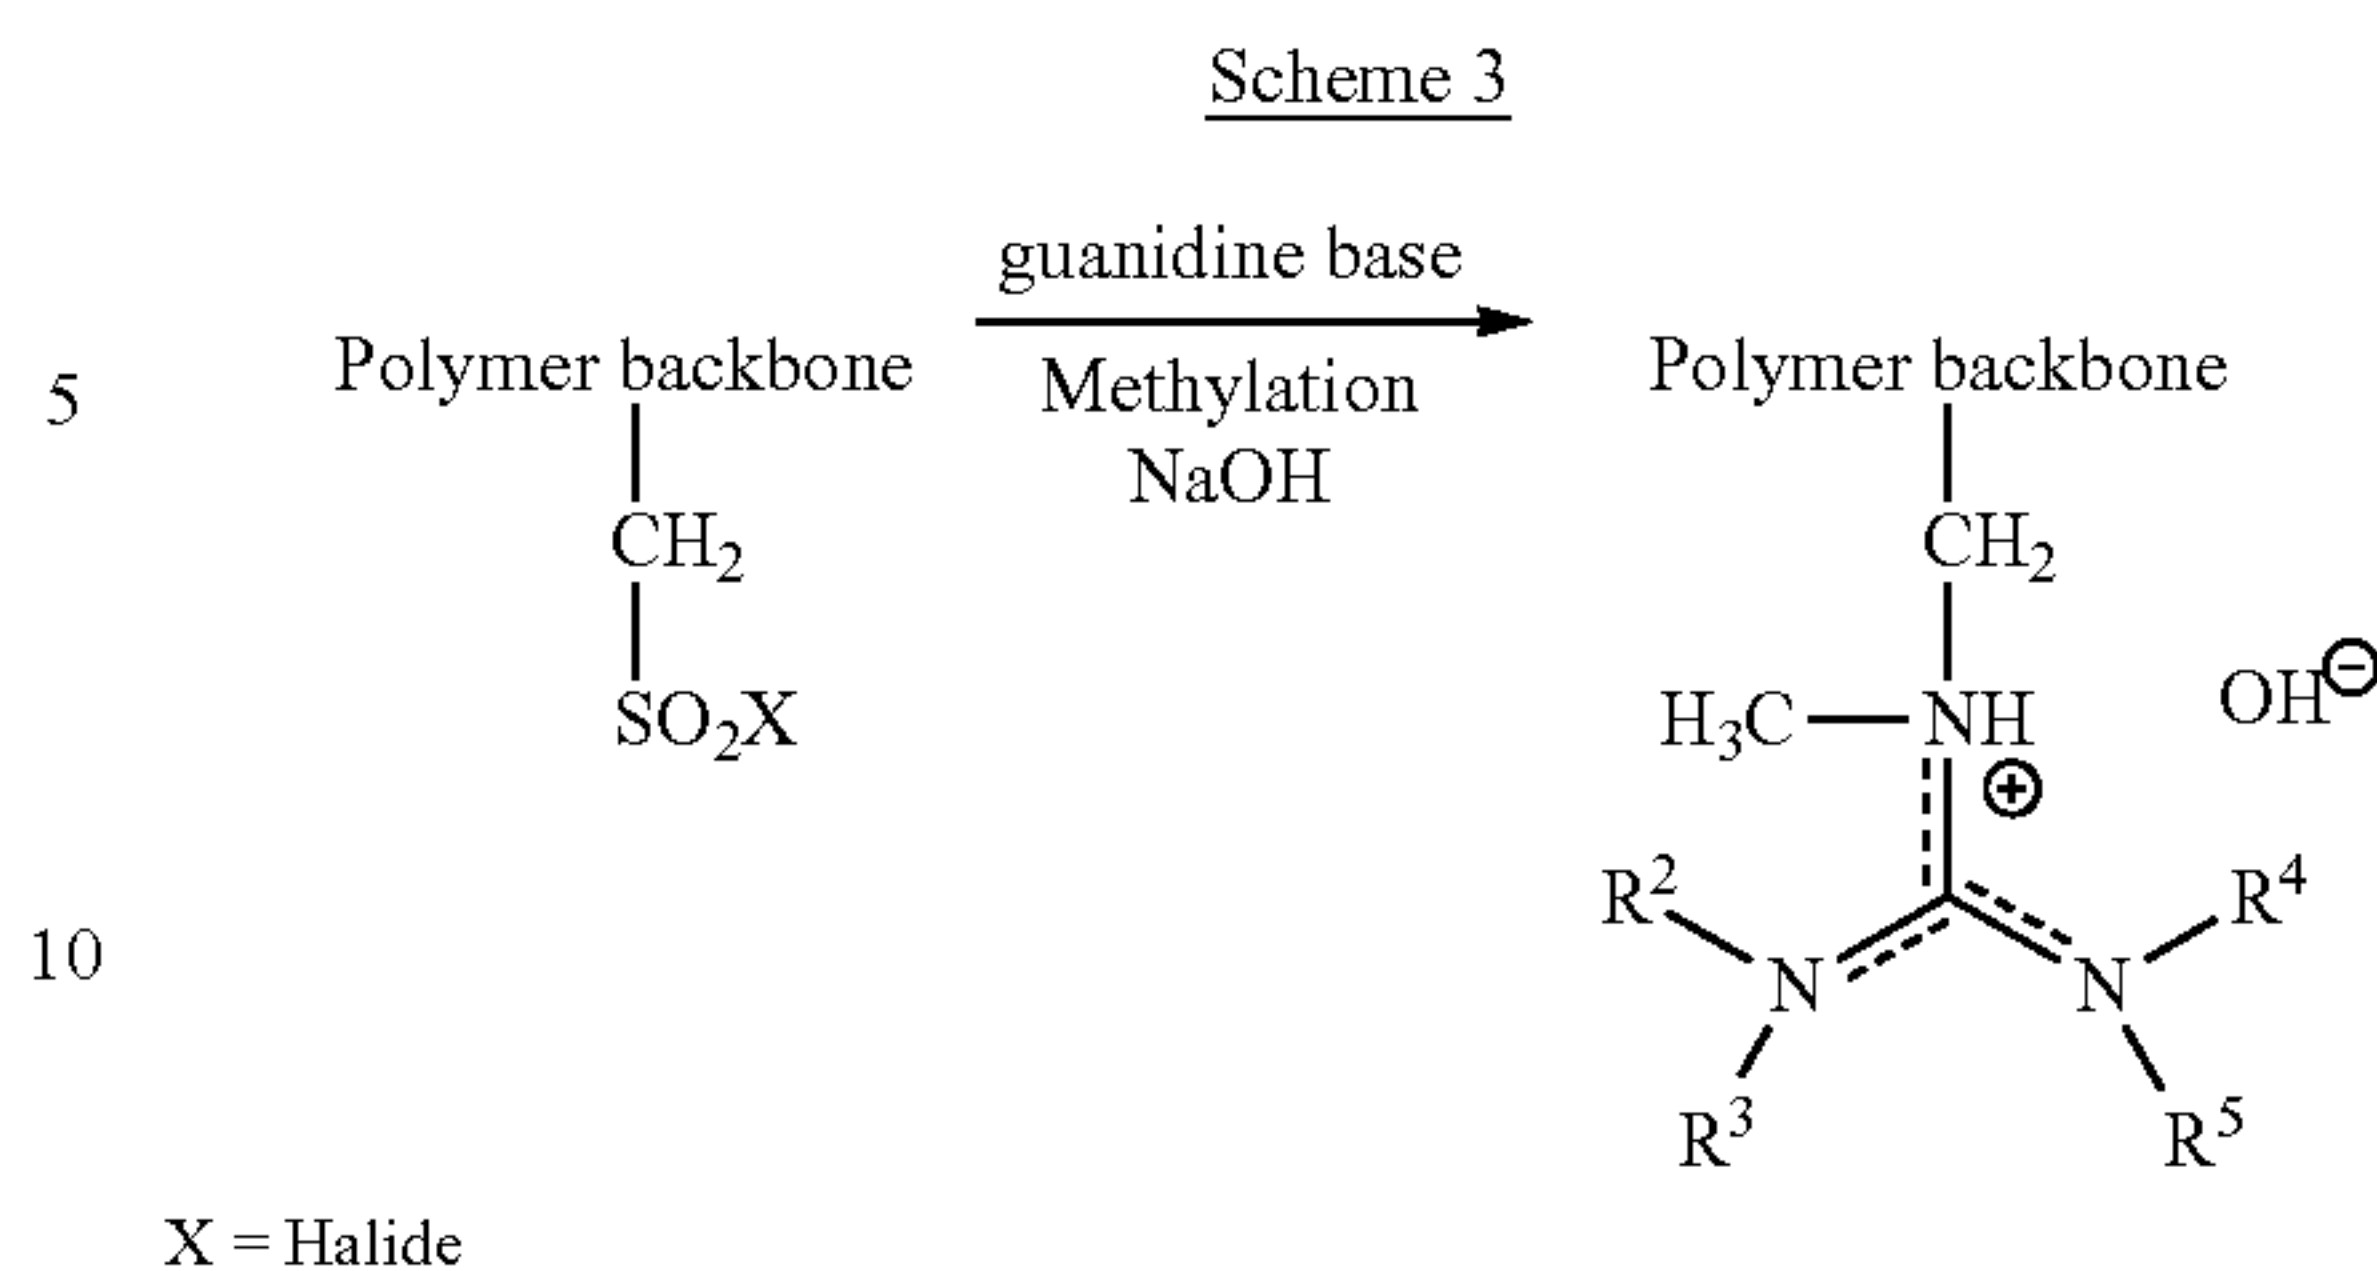 Scheme 3
guanidine base
Methylation
NaOH
5
Polymer backbone
CH₂
SO₂X
Polymer backbone
CH₂
H₃C NH ⊕
OH⊖
10
R² N R³
R⁴ N R⁵
X = Halide